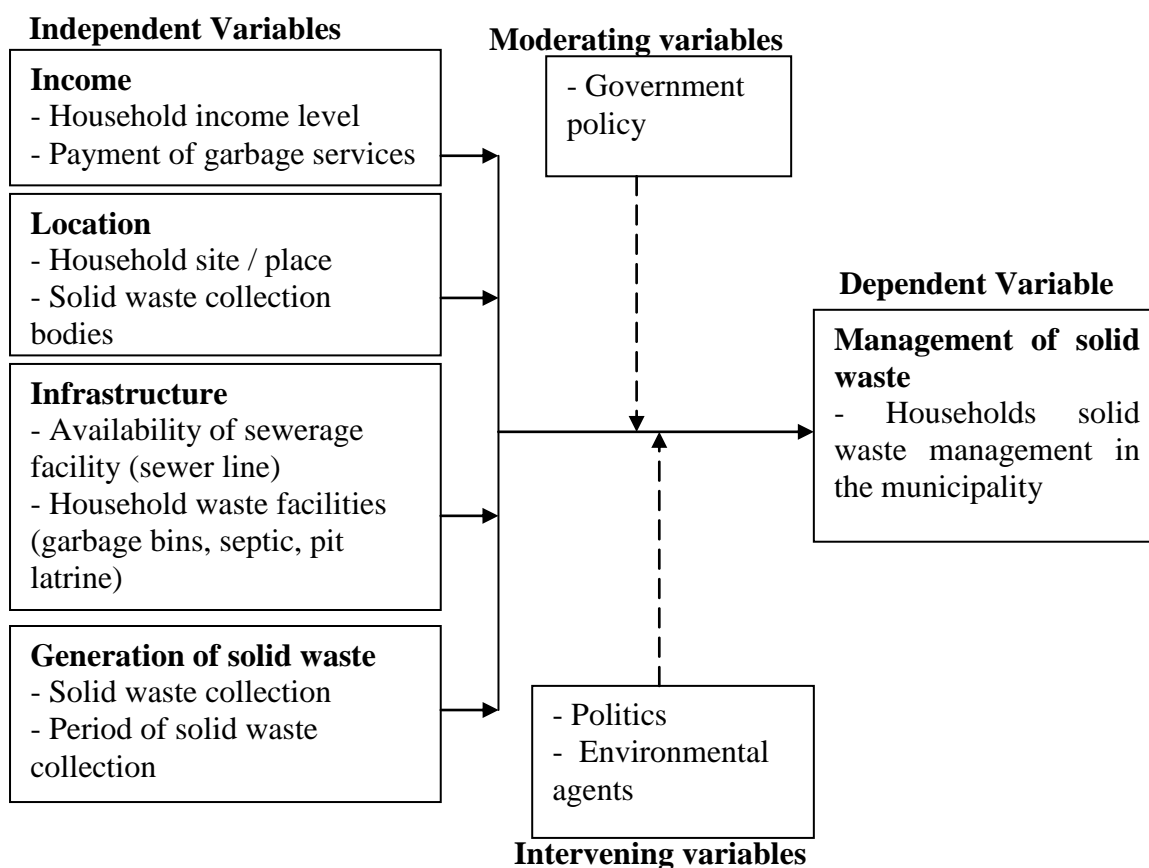 Independent Variables
Income
- Household income level
- Payment of garbage services
Location
- Household site / place
- Solid waste collection
bodies
Infrastructure
- Availability of sewerage
facility (sewer line)
- Household waste facilities
(garbage bins, septic, pit
latrine)
Generation of solid waste
- Solid waste collection
- Period of solid waste
collection
Moderating variables
- Government
policy
- Politics
- Environmental
agents
Intervening variables
Dependent Variable
Management of solid
waste
- Households solid
waste management in
the municipality